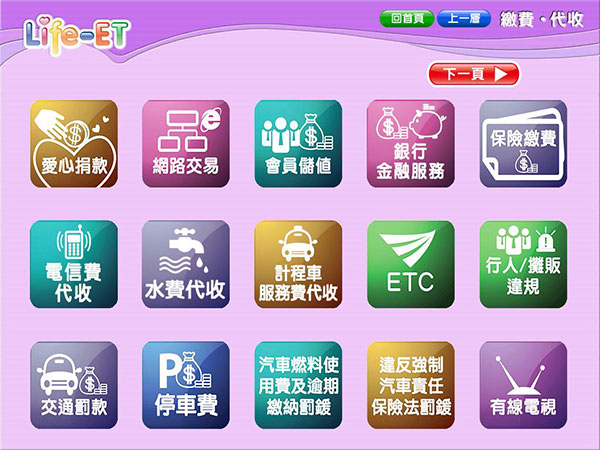 Life-ET
回首頁
上一層
繳費・代收
下一頁
愛心捐款
網路交易
會員儲值
銀行
金融服務
保險繳費
電信費
代收
水費代收
計程車
服務費代收
ETC
行人/攤販
違規
交通罰款
P
停車費
汽車燃料使
用費及逾期
繳納罰鍰
違反強制
汽車責任
保險法罰鍰
有線電視